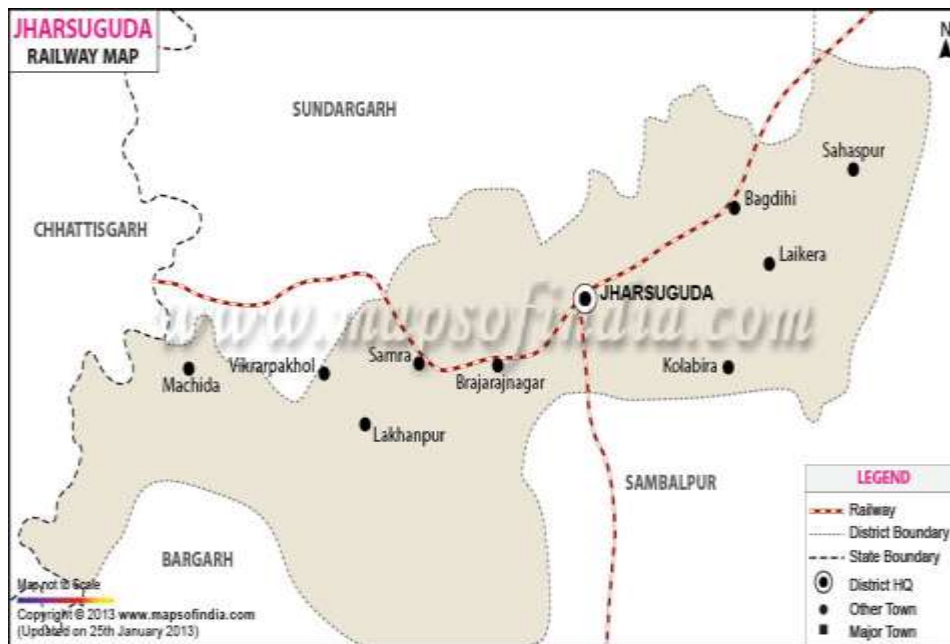 JHARSUGUDA
RAILWAY MAP
N
SUNDARGARH
Sahaspur
Bagdihi
CHHATTISGARH
Laikera
JHARSUGUDA
www.mapsofindia.com
Samra
Vikrarpakhol
Machida
Brajarajnagar
Kolabira
Lakhanpur
SAMBALPUR
BARGARH
LEGEND
Railway
District Boundary
State Boundary
District HQ
Other Town
Major Town
Map not to Scale
Copyright © 2013 www.mapsofindia.com
(Updated on 25th January 2013)